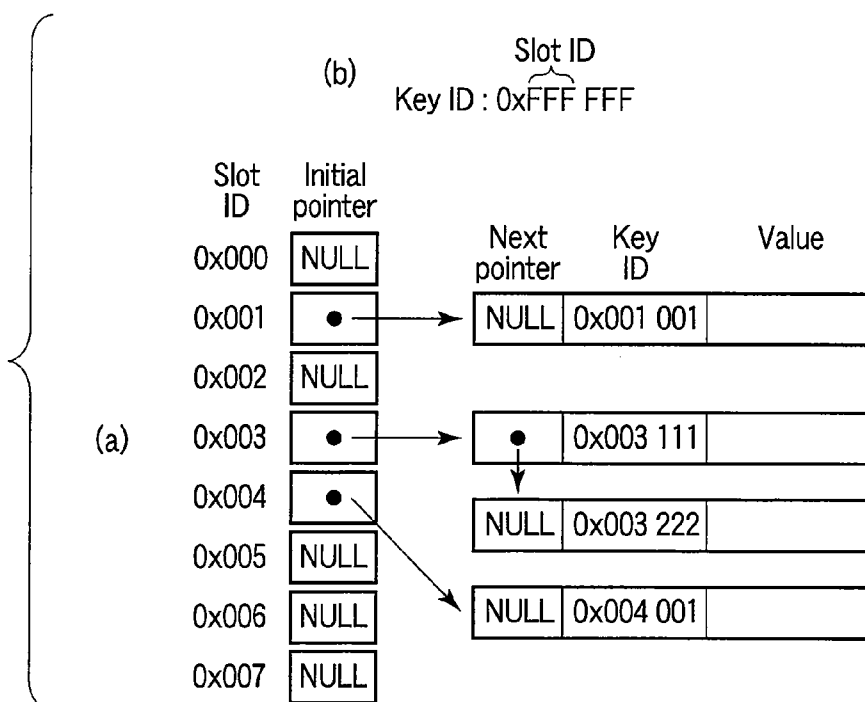 (b)
Slot ID
Key ID : 0xFFF FFF
Slot ID
Initial pointer
Next pointer
Key ID
Value
0x000 NULL
0x001 NULL 0x001 001
0x002 NULL
(a)
0x003 0x003 111
0x004
NULL 0x003 222
0x005 NULL
0x006 NULL
NULL 0x004 001
0x007 NULL